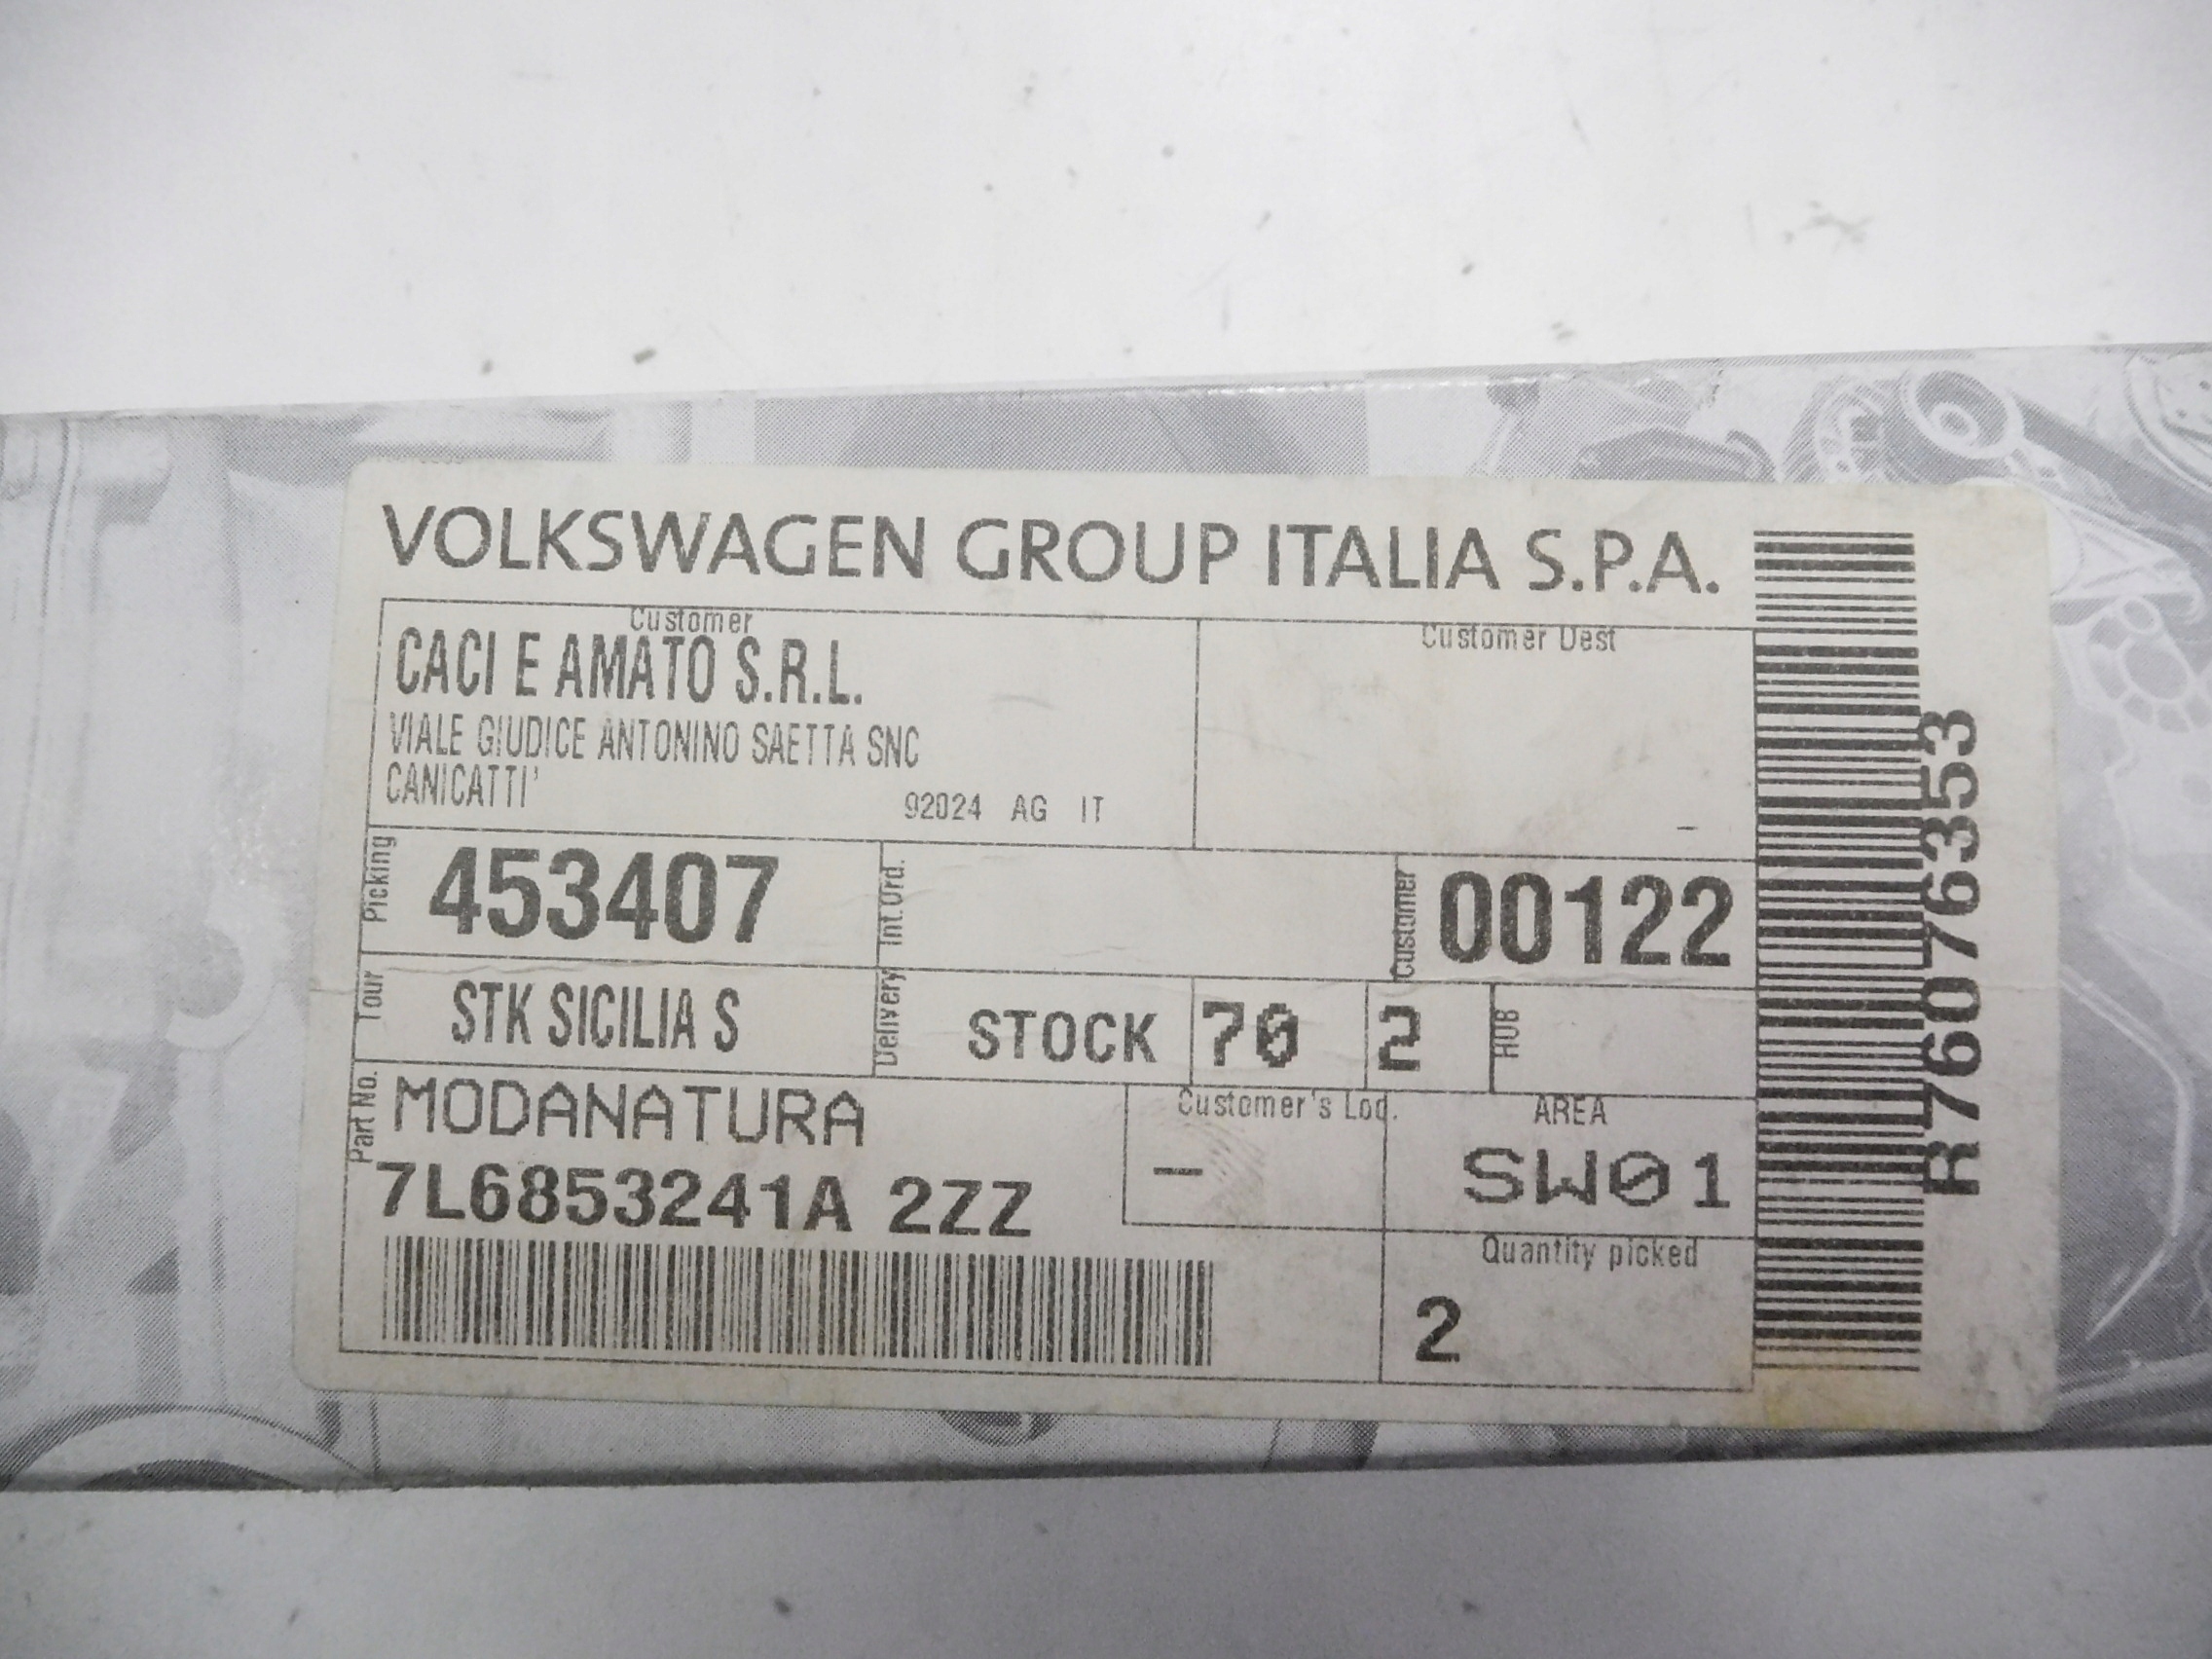 VOLKSWAGEN GROUP ITALIA S.P.A.
Customer
CACI E AMATO S.R.L.
VIALE GIUDICE ANTONINO SAETTA SNC
CANICATTI'
92024 AG IT
Customer Dest
-
Picking
453407
Int.Ord.
Customer
00122
Tour
STK SICILIA S
Delivery
STOCK
70
2
HUB
Part No.
MODANATURA
7L6853241A 2ZZ
Customer's Loc.
-
AREA
SW01
Quantity picked
2
R76076353